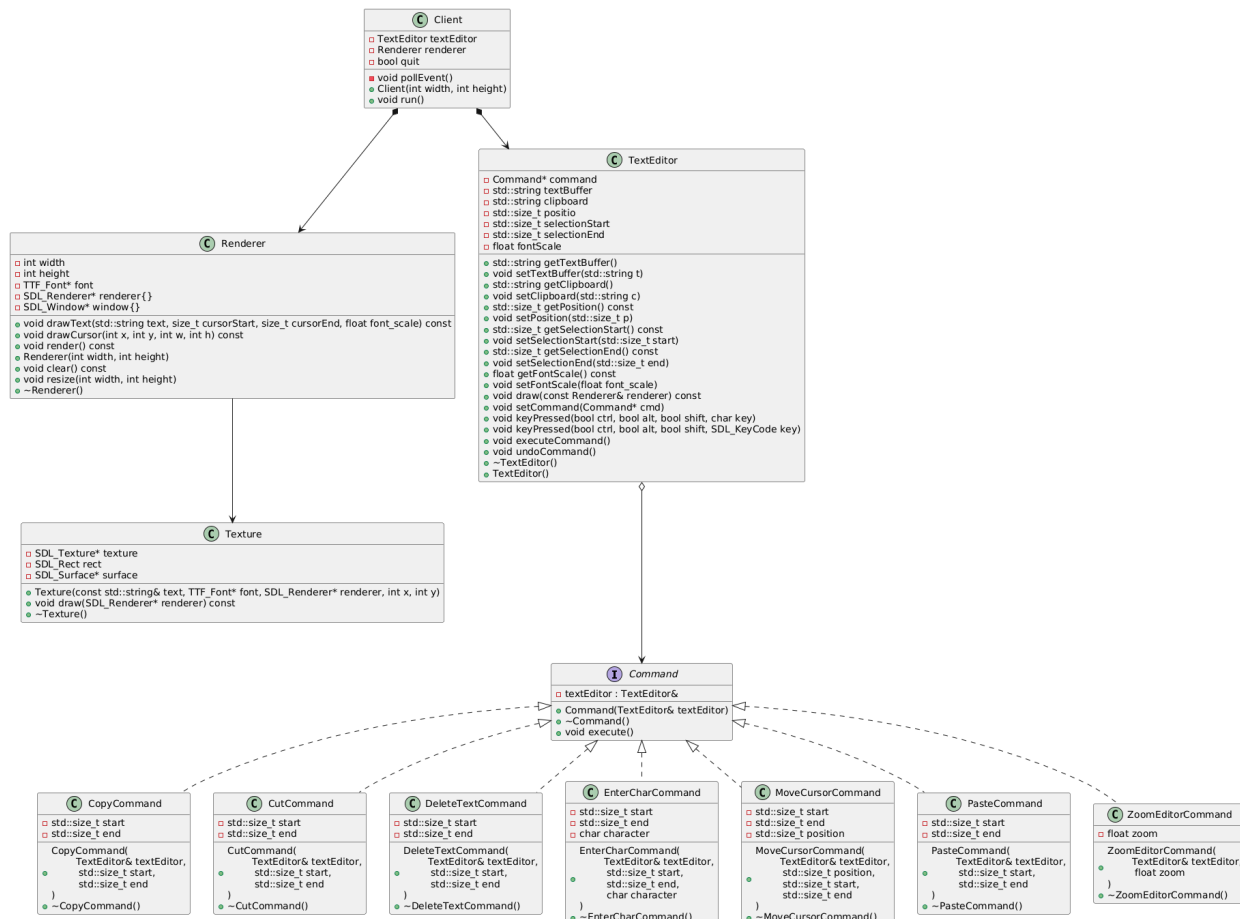 C Client
TextEditor textEditor
Renderer renderer
bool quit
void pollEvent()
Client(int width, int height)
void run()
C TextEditor
Command* command
std::string textBuffer
std::string clipboard
std::size_t positio
std::size_t selectionStart
std::size_t selectionEnd
float fontScale
std::string getTextBuffer()
void setTextBuffer(std::string t)
std::string getClipboard()
void setClipboard(std::string c)
std::size_t getPosition() const
void setPosition(std::size_t p)
std::size_t getSelectionStart() const
void setSelectionStart(std::size_t start)
std::size_t getSelectionEnd() const
void setSelectionEnd(std::size_t end)
float getFontScale() const
void setFontScale(float font_scale)
void draw(const Renderer& renderer) const
void setCommand(Command* cmd)
void keyPressed(bool ctrl, bool alt, bool shift, char key)
void keyPressed(bool ctrl, bool alt, bool shift, SDL_KeyCode key)
void executeCommand()
void undoCommand()
~TextEditor()
TextEditor()
C Renderer
int width
int height
TTF_Font* font
SDL_Renderer* renderer{}
SDL_Window* window{}
void drawText(std::string text, size_t cursorStart, size_t cursorEnd, float font_scale) const
void drawCursor(int x, int y, int w, int h) const
void render() const
Renderer(int width, int height)
void clear() const
void resize(int width, int height)
~Renderer()
C Texture
SDL_Texture* texture
SDL_Rect rect
SDL_Surface* surface
Texture(const std::string& text, TTF_Font* font, SDL_Renderer* renderer, int x, int y)
void draw(SDL_Renderer* renderer) const
~Texture()
I Command
textEditor : TextEditor&
Command(TextEditor& textEditor)
~Command()
void execute()
C CopyCommand
std::size_t start
std::size_t end
CopyCommand(
TextEditor& textEditor,
std::size_t start,
std::size_t end
)
~CopyCommand()
C CutCommand
std::size_t start
std::size_t end
CutCommand(
TextEditor& textEditor,
std::size_t start,
std::size_t end
)
~CutCommand()
C DeleteTextCommand
std::size_t start
std::size_t end
DeleteTextCommand(
TextEditor& textEditor,
std::size_t start,
std::size_t end
)
~DeleteTextCommand()
C EnterCharCommand
std::size_t start
std::size_t end
char character
EnterCharCommand(
TextEditor& textEditor,
std::size_t start,
std::size_t end,
char character
)
~EnterCharCommand()
C MoveCursorCommand
std::size_t start
std::size_t end
std::size_t position
MoveCursorCommand(
TextEditor& textEditor,
std::size_t position,
std::size_t start,
std::size_t end
)
~MoveCursorCommand()
C PasteCommand
std::size_t start
std::size_t end
PasteCommand(
TextEditor& textEditor,
std::size_t start,
std::size_t end
)
~PasteCommand()
C ZoomEditorCommand
float zoom
ZoomEditorCommand(
TextEditor& textEditor,
float zoom
)
~ZoomEditorCommand()